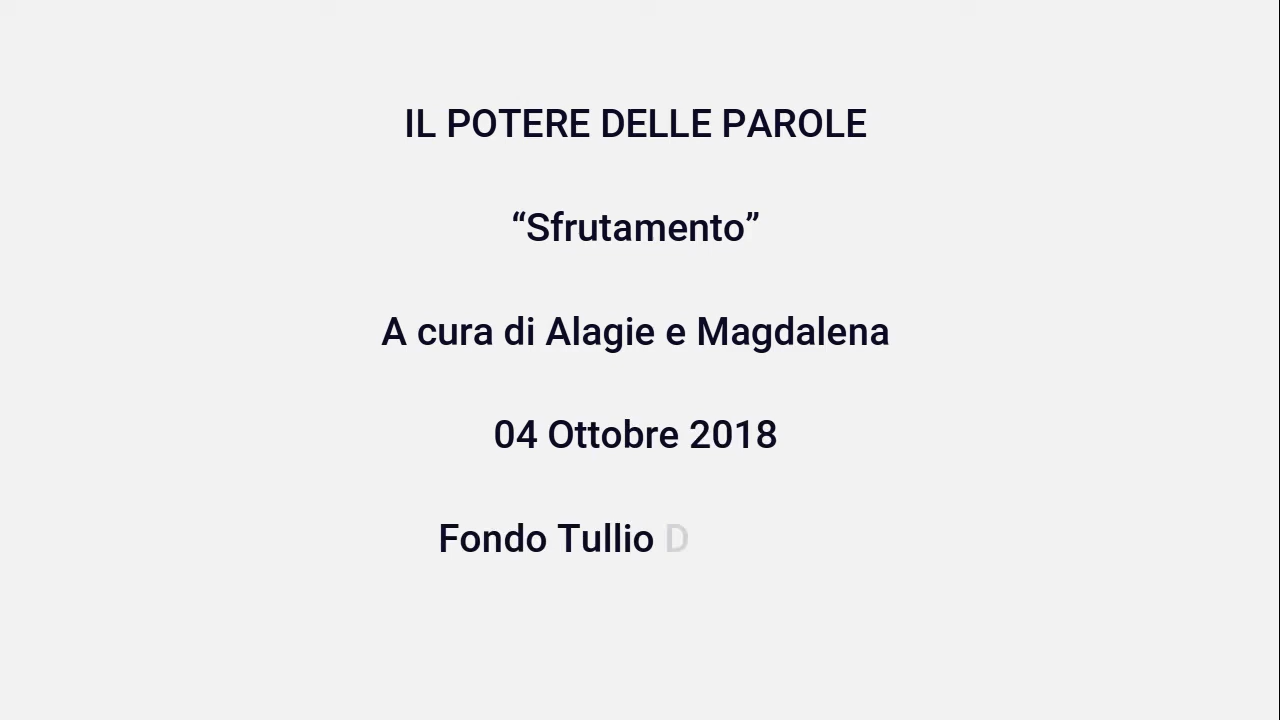 IL POTERE DELLE PAROLE
“Sfrutamento”
A cura di Alagie e Magdalena
04 Ottobre 2018
Fondo Tullio D